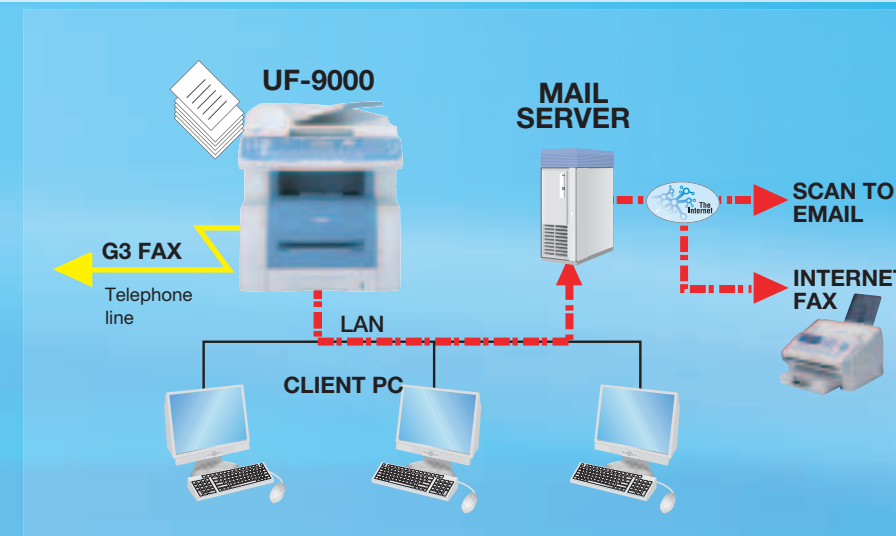 UF-9000
MAIL
SERVER
The
Internet
SCAN TO
EMAIL
G3 FAX
Telephone
line
INTERNET
FAX
LAN
CLIENT PC